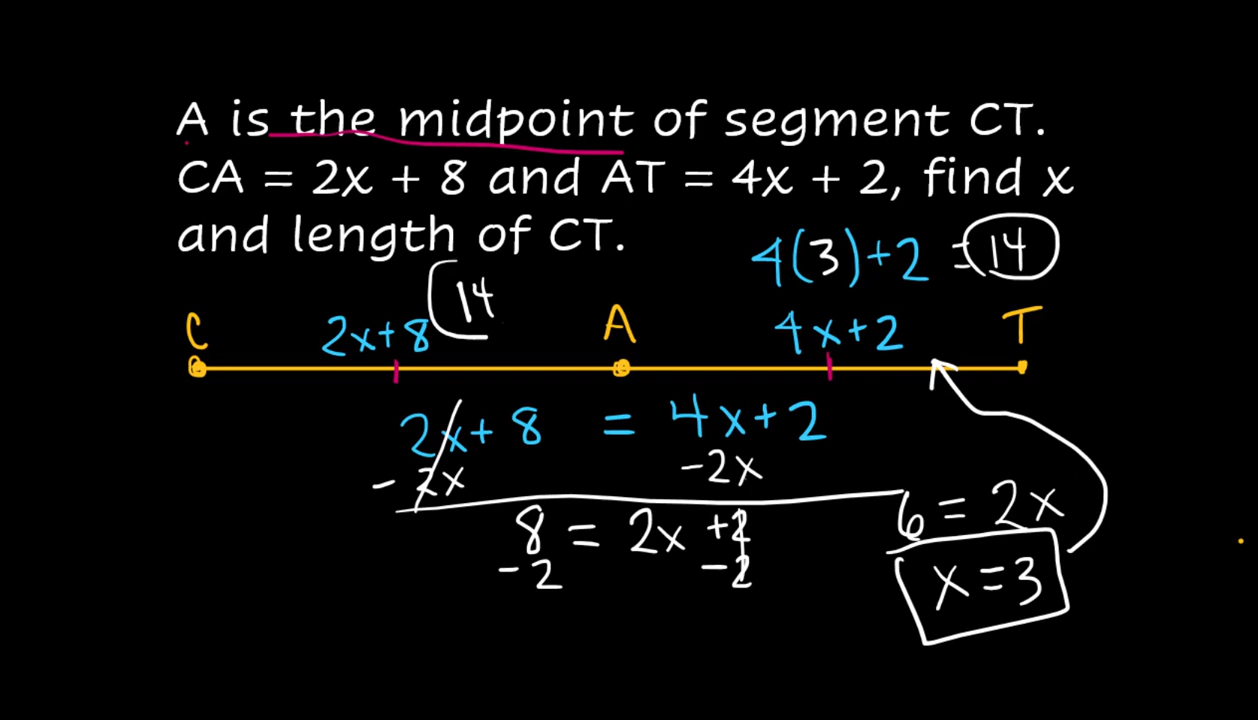 A is the midpoint of segment CT.
CA = 2x + 8 and AT = 4x + 2, find x
and length of CT.
4(3)+2 = 14
14
C 2x+8 A 4x+2 T
2x+ 8 = 4x+2
- 2x -2x
8 = 2x +2
-2 -2
6 = 2x
x=3